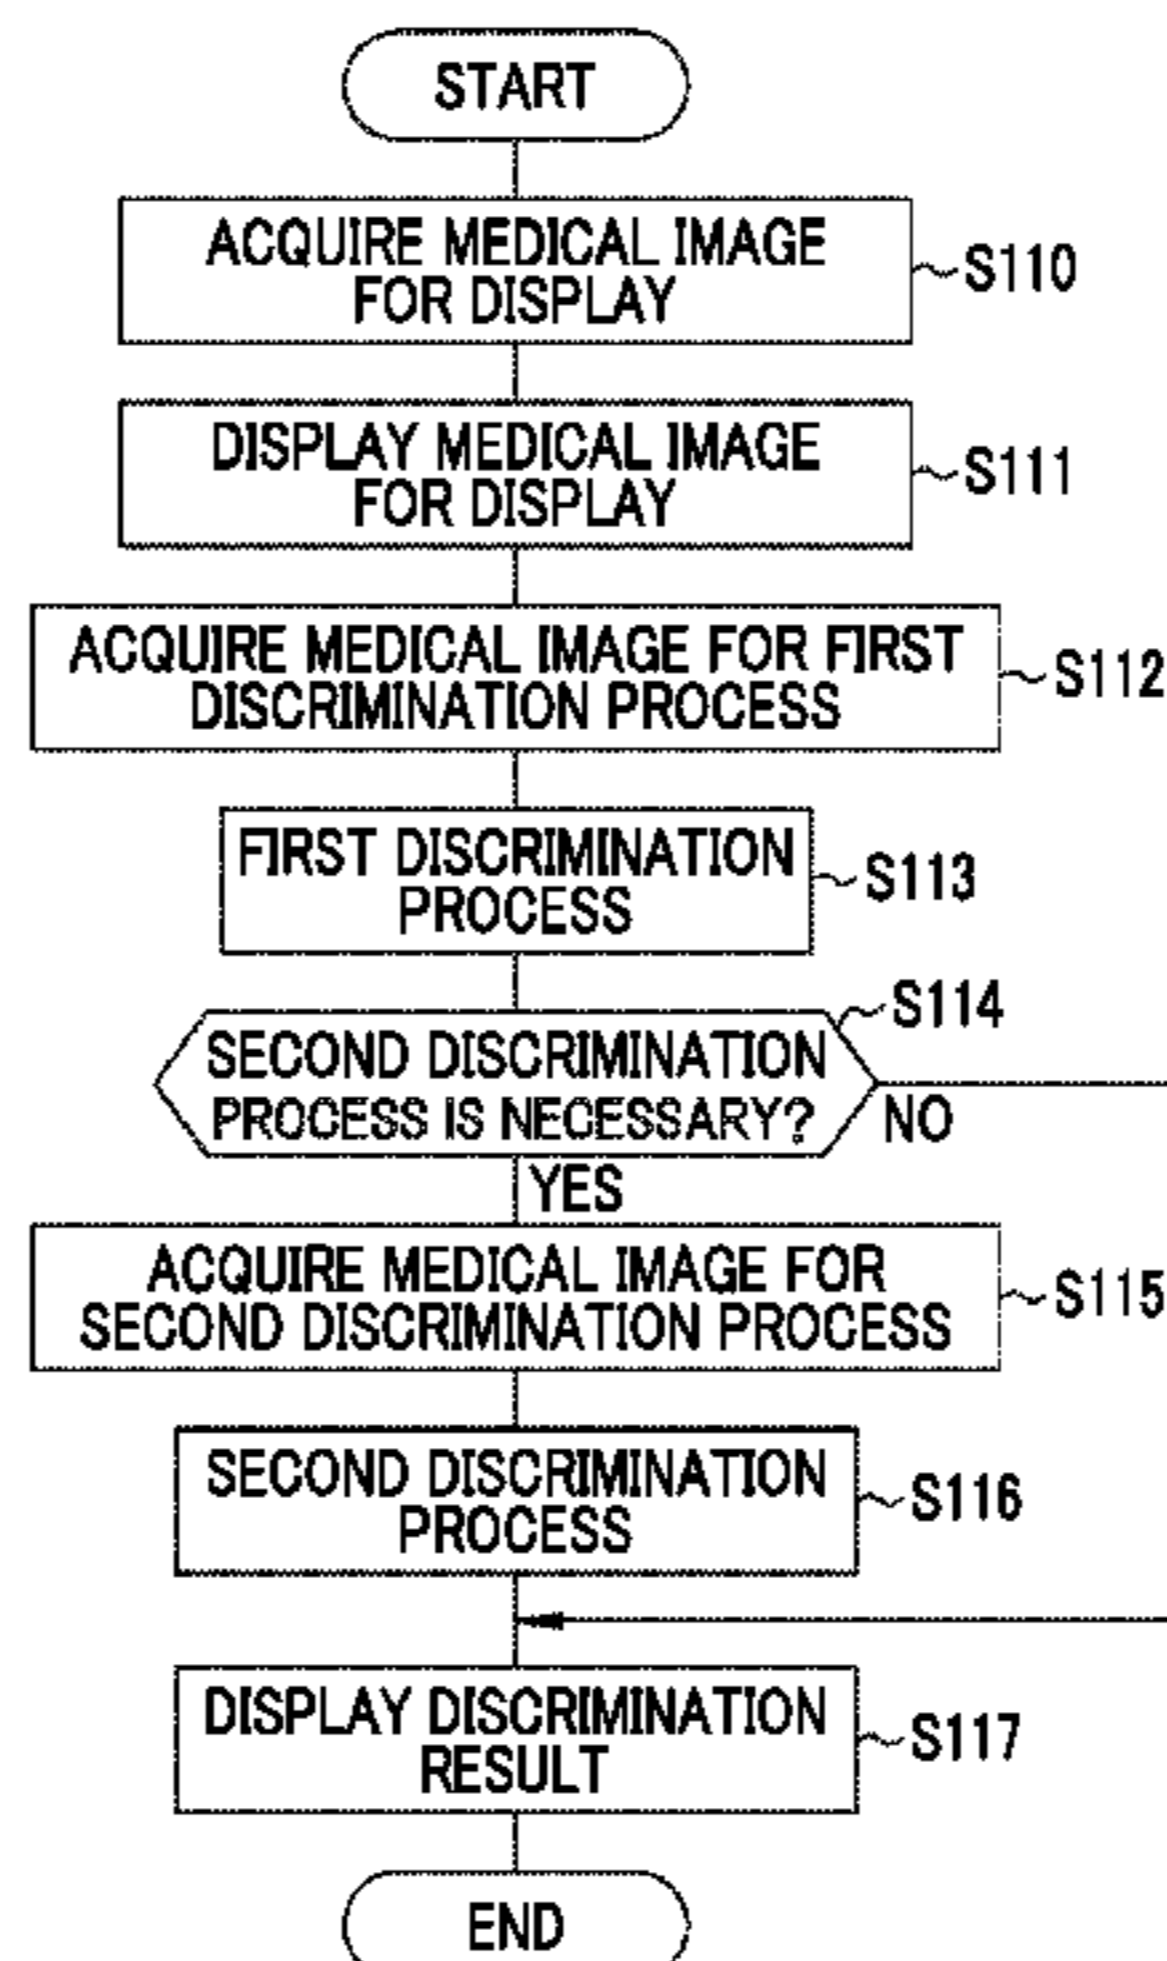 START
ACQUIRE MEDICAL IMAGE
FOR DISPLAY
S110
DISPLAY MEDICAL IMAGE
FOR DISPLAY
S111
ACQUIRE MEDICAL IMAGE FOR FIRST
DISCRIMINATION PROCESS
S112
FIRST DISCRIMINATION
PROCESS
S113
S114
SECOND DISCRIMINATION
PROCESS IS NECESSARY?
NO
YES
ACQUIRE MEDICAL IMAGE FOR
SECOND DISCRIMINATION PROCESS
S115
SECOND DISCRIMINATION
PROCESS
S116
DISPLAY DISCRIMINATION
RESULT
S117
END